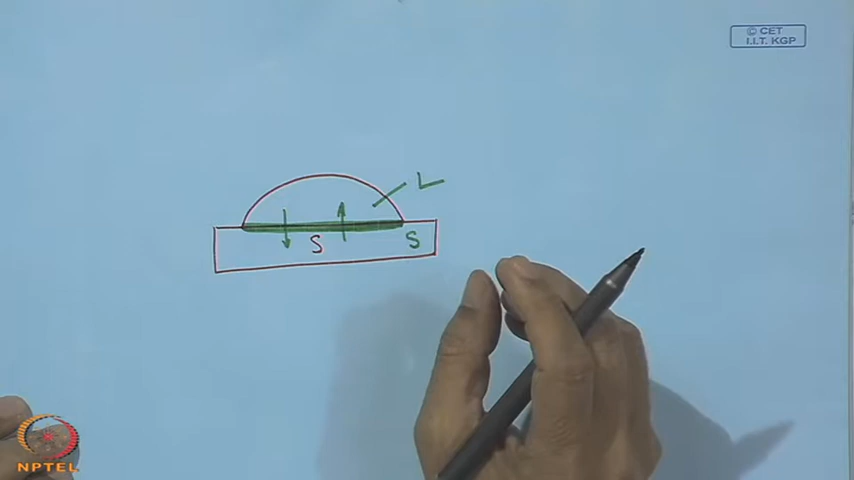 © CET
I.I.T. KGP
L
S
S
NPTEL